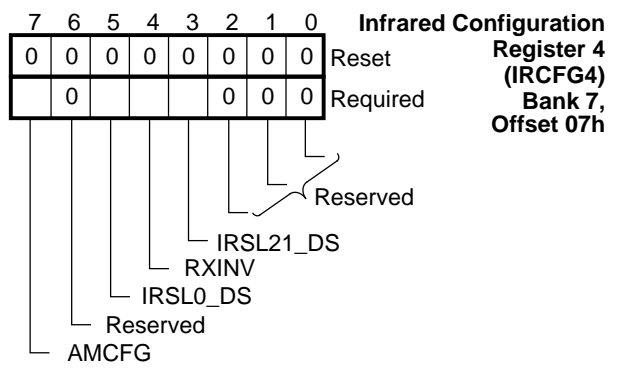 7 6 5 4 3 2 1 0
Infrared Configuration
Register 4
(IRCFG4)
Bank 7,
Offset 07h
0 0 0 0 0 0 0 0 Reset
0 0 0 0 Required
Reserved
IRSL21_DS
RXINV
IRSL0_DS
Reserved
AMCFG